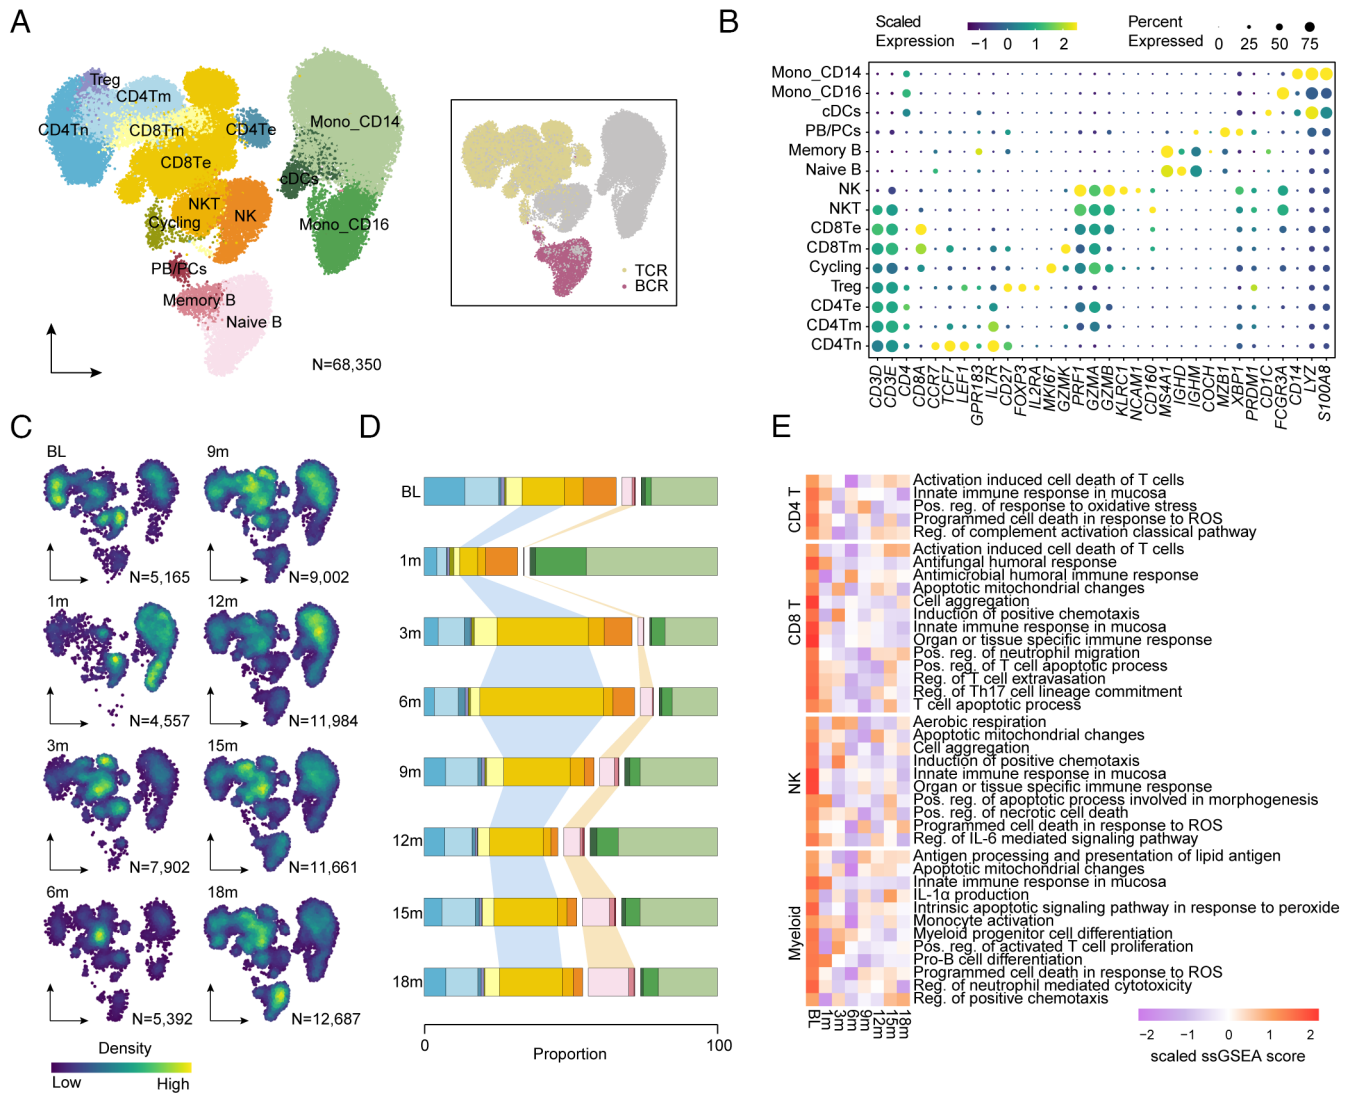 A
Treg
CD4Tm
CD4Tn
CD8Tm
CD4Te
CD8Te
Mono_CD14
cDCs
NKT
NK
Cycling
Mono_CD16
PB/PCs
Memory B
Naive B
N=68,350
TCR
BCR
B
Scaled Expression
−1 0 1 2
Percent Expressed
0 25 50 75
Mono_CD14
Mono_CD16
cDCs
PB/PCs
Memory B
Naive B
NK
NKT
CD8Te
CD8Tm
Cycling
Treg
CD4Te
CD4Tm
CD4Tn
CD3D
CD3E
CD4
CD8A
CCR7
TCF7
LEF1
GPR183
IL7R
CD27
FOXP3
IL2RA
MKI67
GZMK
PRF1
GZMA
GZMB
KLRC1
NCAM1
CD160
MS4A1
IGHD
IGHM
COCH
MZB1
XBP1
PRDM1
CD1C
FCGR3A
CD14
LYZ
S100A8
C
BL
N=5,165
9m
N=9,002
1m
N=4,557
12m
N=11,984
3m
N=7,902
15m
N=11,661
6m
N=5,392
18m
N=12,687
Density
Low High
D
BL
1m
3m
6m
9m
12m
15m
18m
0 100
Proportion
E
CD4 T
Activation induced cell death of T cells
Innate immune response in mucosa
Pos. reg. of response to oxidative stress
Programmed cell death in response to ROS
Reg. of complement activation classical pathway
CD8 T
Activation induced cell death of T cells
Antifungal humoral response
Antimicrobial humoral immune response
Apoptotic mitochondrial changes
Cell aggregation
Induction of positive chemotaxis
Innate immune response in mucosa
Organ or tissue specific immune response
Pos. reg. of neutrophil migration
Pos. reg. of T cell apoptotic process
Reg. of T cell extravasation
Reg. of Th17 cell lineage commitment
T cell apoptotic process
NK
Aerobic respiration
Apoptotic mitochondrial changes
Cell aggregation
Induction of positive chemotaxis
Innate immune response in mucosa
Organ or tissue specific immune response
Pos. reg. of apoptotic process involved in morphogenesis
Pos. reg. of necrotic cell death
Programmed cell death in response to ROS
Reg. of IL-6 mediated signaling pathway
Myeloid
Antigen processing and presentation of lipid antigen
Apoptotic mitochondrial changes
Innate immune response in mucosa
IL-1α production
Intrinsic apoptotic signaling pathway in response to peroxide
Monocyte activation
Myeloid progenitor cell differentiation
Pos. reg. of activated T cell proliferation
Pro-B cell differentiation
Programmed cell death in response to ROS
Reg. of neutrophil mediated cytotoxicity
Reg. of positive chemotaxis
BL
1m
3m
6m
9m
12m
15m
18m
−2 −1 0 1 2
scaled ssGSEA score